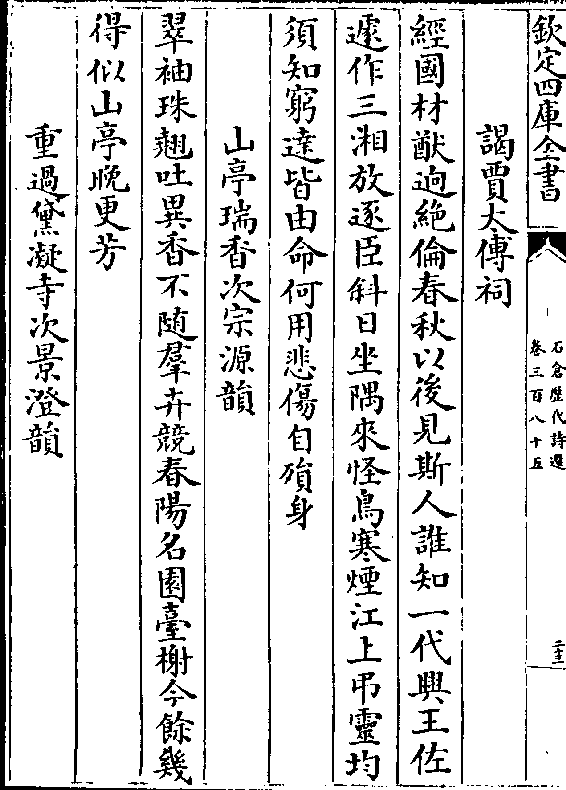 欽定四庫全書
石倉歷代詩選
卷三百八十五
二十三
謁賈太傅祠
經國材猷逈絶倫春秋以後見斯人誰知一代興王佐
遽作三湘放逐臣斜日坐隅來怪鳥寒煙江上弔靈均
須知窮達皆由命何用悲傷自殞身
山亭瑞香次宗源韻
翠袖珠翹吐異香不随羣卉競春陽名園臺榭今餘幾
得似山亭晚更芳
重過黛凝寺次景澄韻